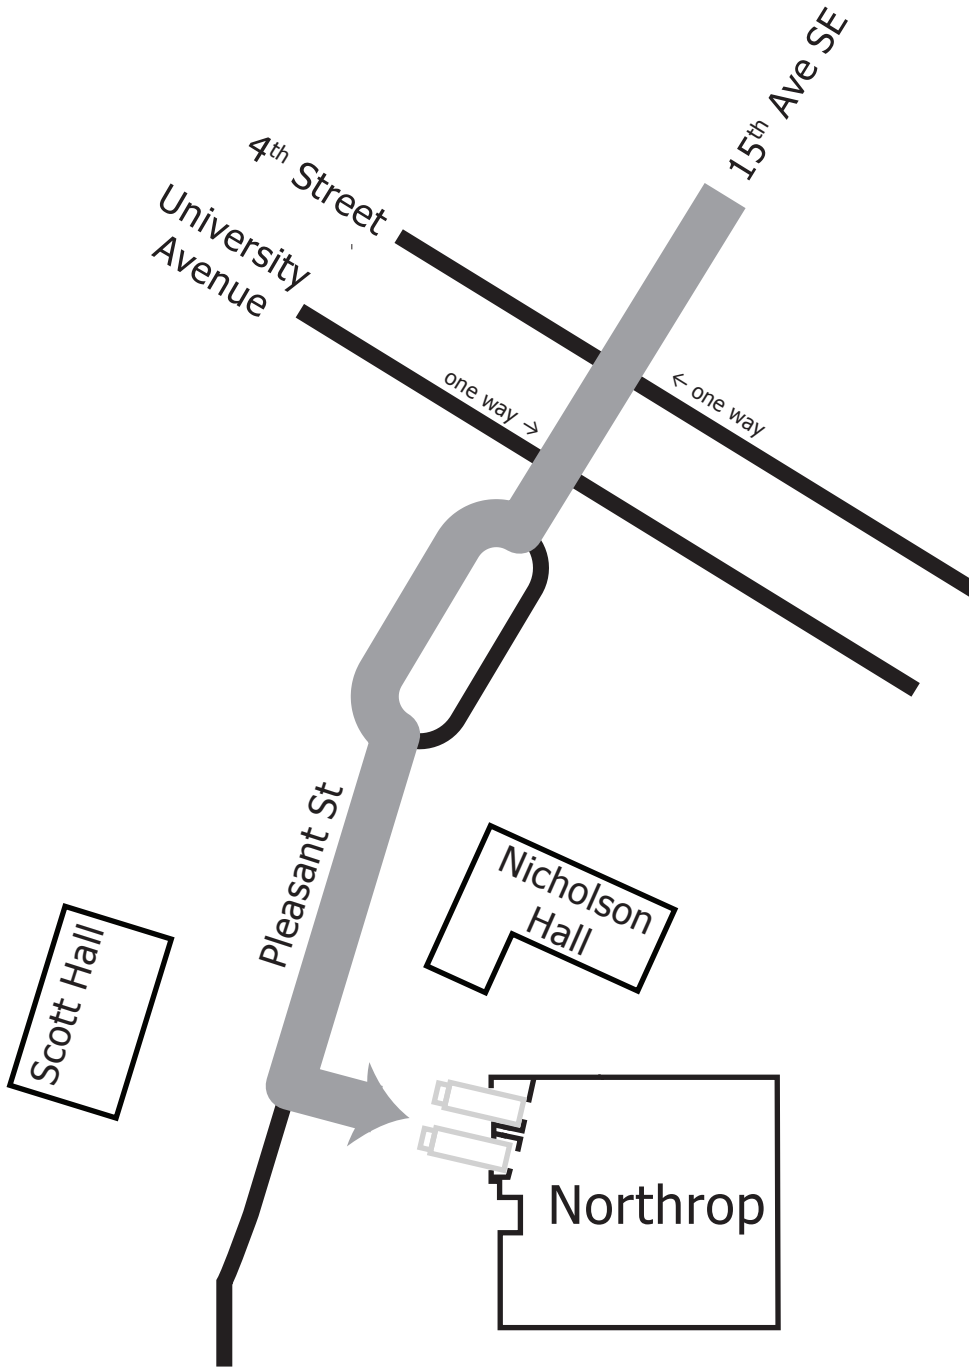 15th Ave SE
4th Street
University
Avenue
one way →
← one way
Pleasant St
Nicholson
Hall
Scott Hall
Northrop